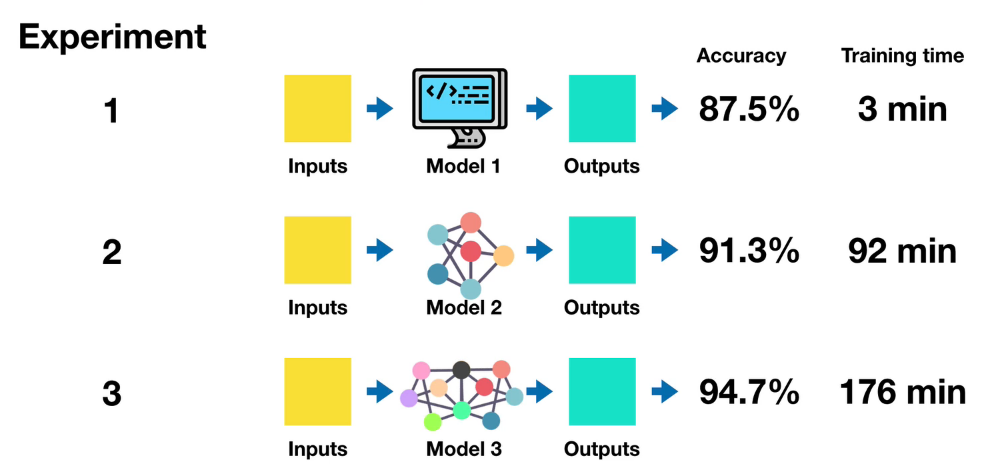 Experiment
Accuracy Training time
1 </> 87.5% 3 min
Inputs Model 1 Outputs
2 91.3% 92 min
Inputs Model 2 Outputs
3 94.7% 176 min
Inputs Model 3 Outputs